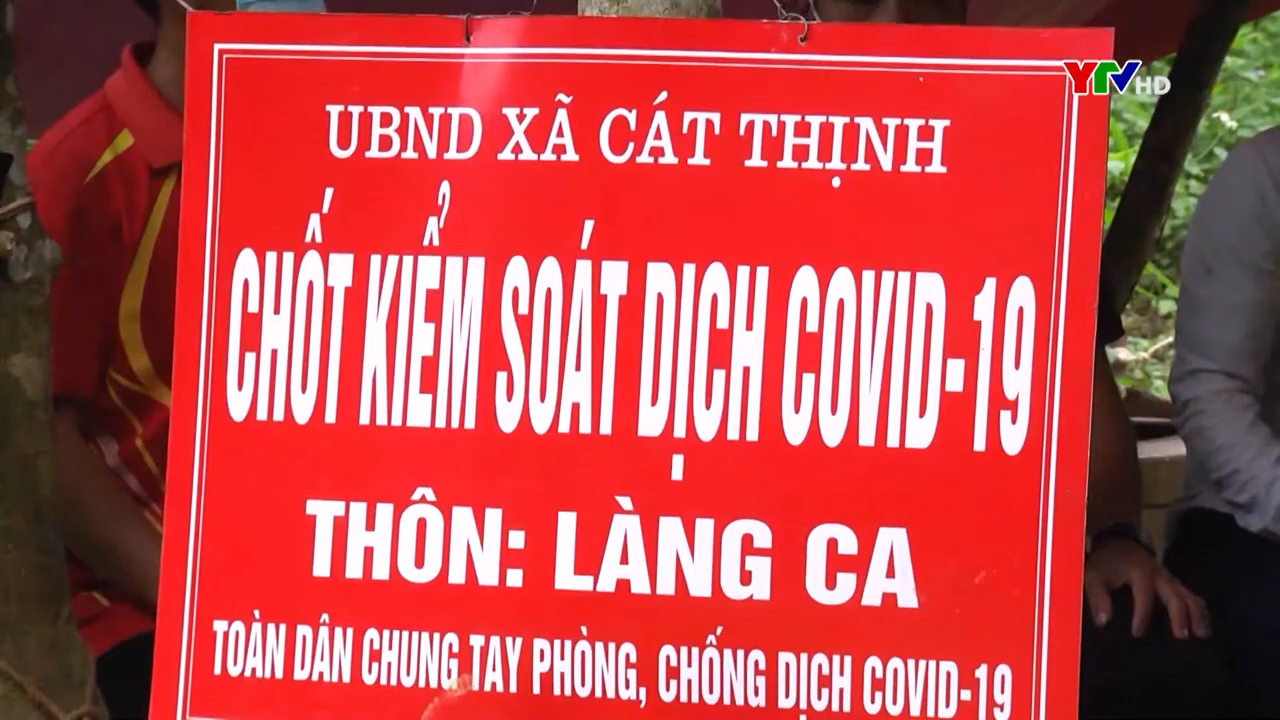 YTV HD
UBND XÃ CÁT THỊNH
CHỐT KIỂM SOÁT DỊCH COVID-19
THÔN: LÀNG CA
TOÀN DÂN CHUNG TAY PHÒNG, CHỐNG DỊCH COVID-19